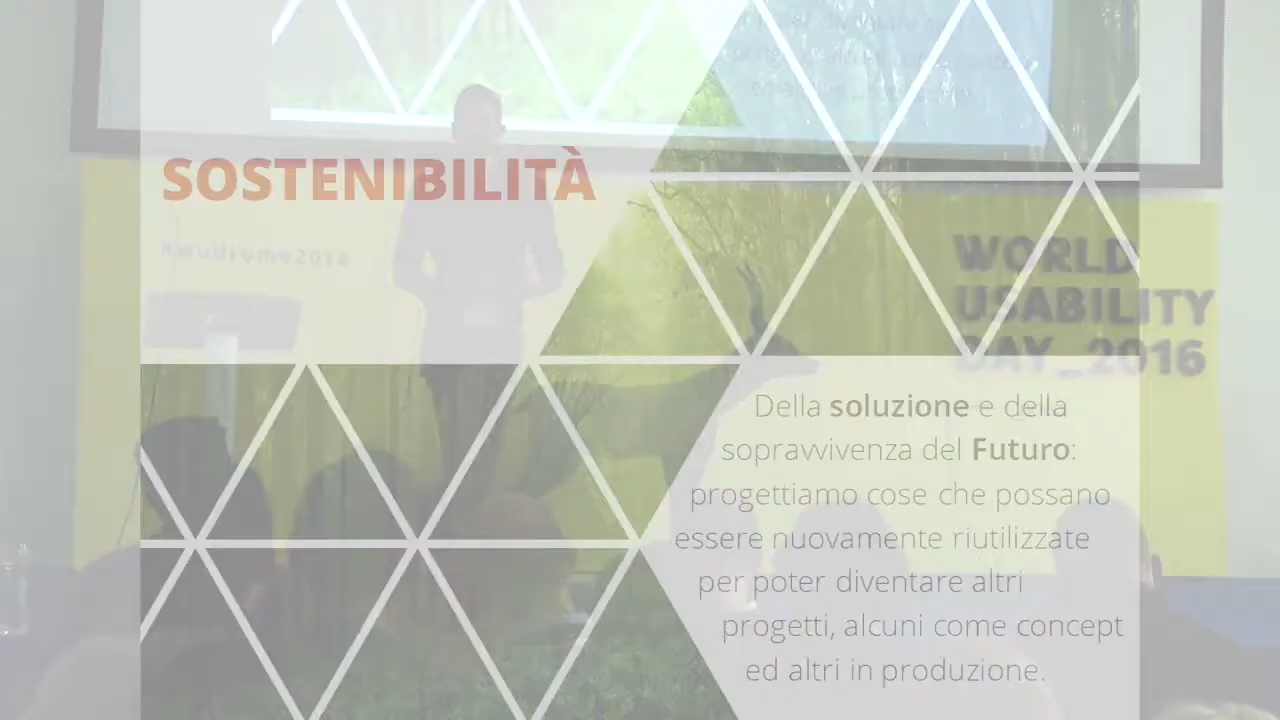 SOSTENIBILITÀ
#wudrome2016
WORLD
USABILITY
DAY_2016
Della soluzione e della
sopravvivenza del Futuro:
progettiamo cose che possano
essere nuovamente riutilizzate
per poter diventare altri
progetti, alcuni come concept
ed altri in produzione.